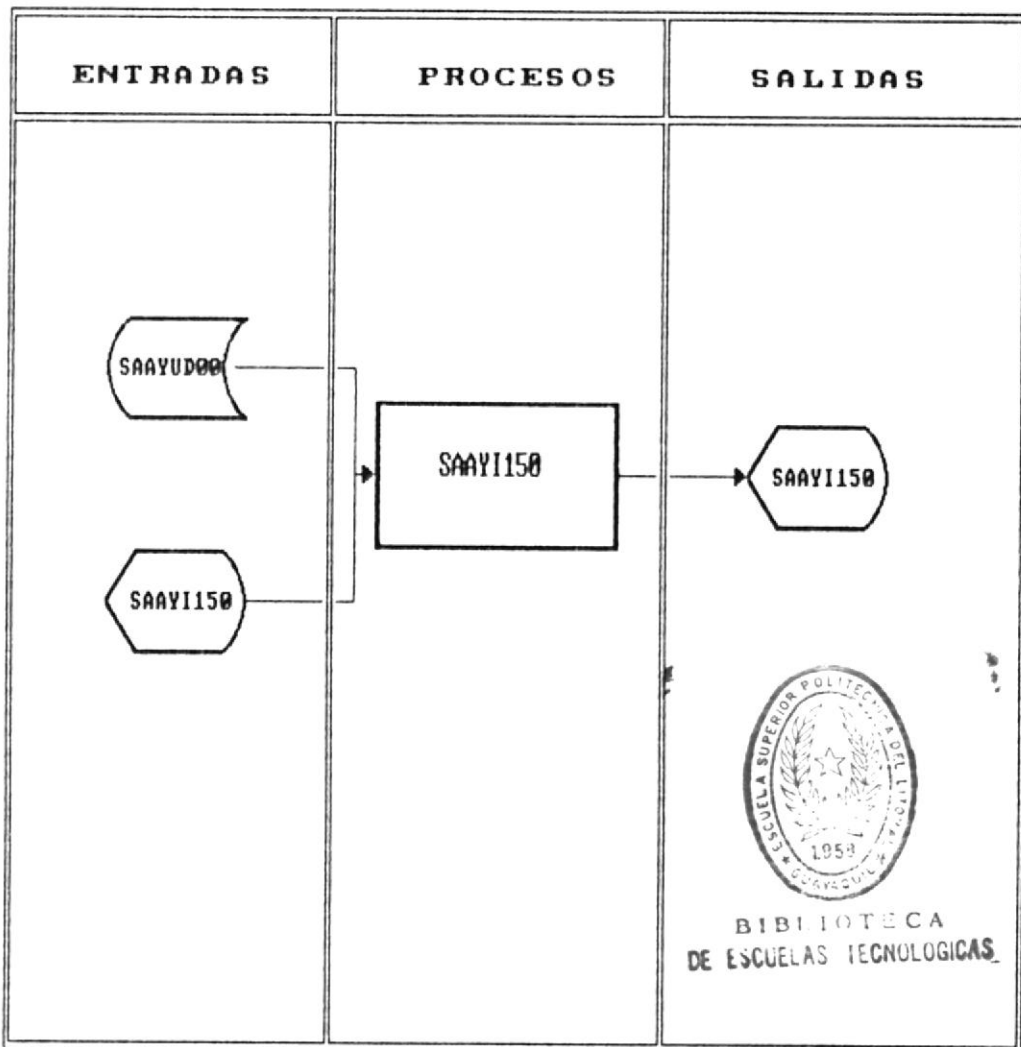 ENTRADAS
PROCESOS
SALIDAS
SAAYUD00
SAAYI150
SAAYI150
SAAYI150
ESCUELA SUPERIOR POLITECNICA DEL LITORAL
★ GUAYAQUIL ★
1958
BIBLIOTECA
DE ESCUELAS TECNOLOGICAS